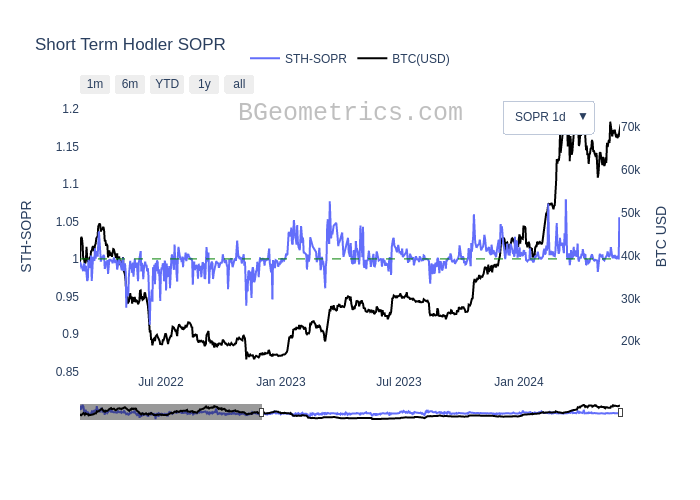 Short Term Hodler SOPR
STH-SOPR BTC(USD)
1m 6m YTD 1y all
BGeometrics.com
SOPR 1d ▼
1.2
1.15
1.1
1.05
1
0.95
0.9
0.85
STH-SOPR
70k
60k
50k
40k
30k
20k
BTC USD
Jul 2022 Jan 2023 Jul 2023 Jan 2024